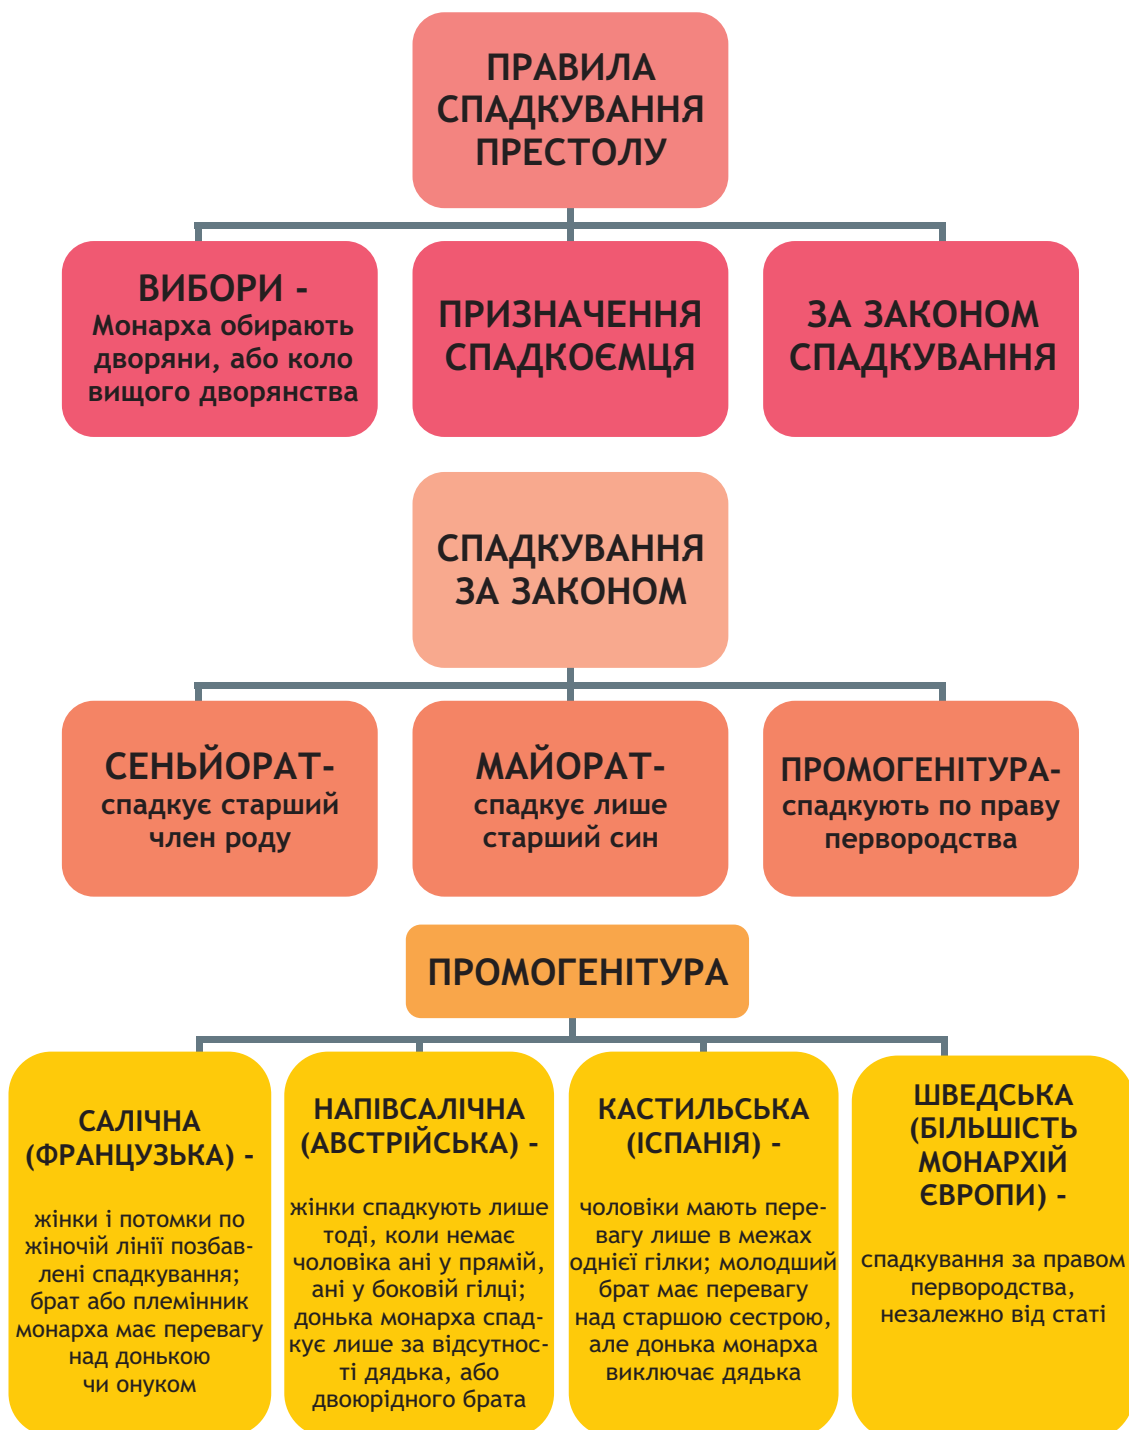 ПРАВИЛА
СПАДКУВАННЯ
ПРЕСТОЛУ
ВИБОРИ -
Монарха обирають
дворяни, або коло
вищого дворянства
ПРИЗНАЧЕННЯ
СПАДКОЄМЦЯ
ЗА ЗАКОНОМ
СПАДКУВАННЯ
СПАДКУВАННЯ
ЗА ЗАКОНОМ
СЕНЬЙОРАТ-
спадкує старший
член роду
МАЙОРАТ-
спадкує лише
старший син
ПРОМОГЕНІТУРА-
спадкують по праву
первородства
ПРОМОГЕНІТУРА
САЛІЧНА
(ФРАНЦУЗЬКА) -
жінки і потомки по
жіночій лінії позбав-
лені спадкування;
брат або племінник
монарха має перевагу
над донькою
чи онуком
НАПІВСАЛІЧНА
(АВСТРІЙСЬКА) -
жінки спадкують лише
тоді, коли немає
чоловіка ані у прямій,
ані у боковій гілці;
донька монарха спад-
кує лише за відсутнос-
ті дядька, або
двоюрідного брата
КАСТИЛЬСЬКА
(ІСПАНІЯ) -
чоловіки мають пере-
вагу лише в межах
однієї гілки; молодший
брат має перевагу
над старшою сестрою,
але донька монарха
виключає дядька
ШВЕДСЬКА
(БІЛЬШІСТЬ
МОНАРХІЙ
ЄВРОПИ) -
спадкування за правом
первородства,
незалежно від статі